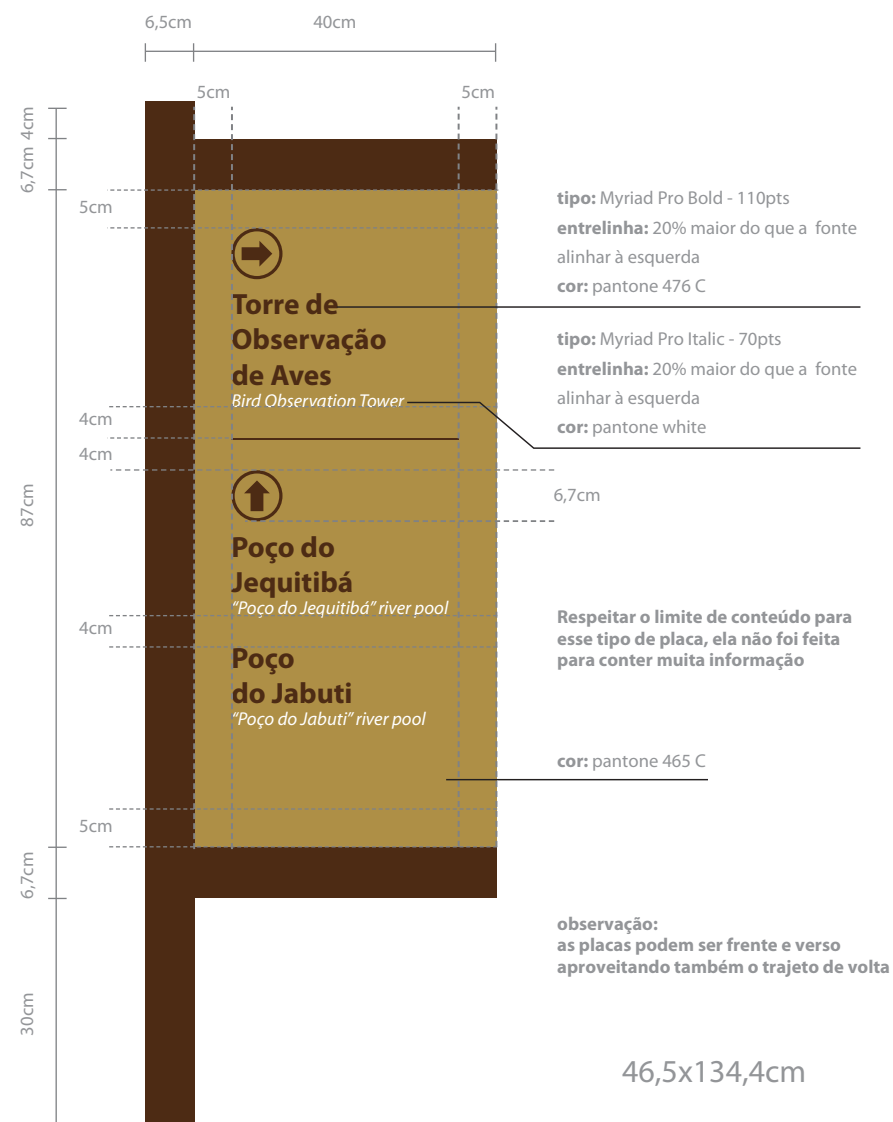 6,5cm
40cm
5cm
5cm
4cm
6,7cm
5cm
tipo: Myriad Pro Bold - 110pts
entrelinha: 20% maior do que a fonte
alinhar à esquerda
cor: pantone 476 C
Torre de
Observação
de Aves
Bird Observation Tower
tipo: Myriad Pro Italic - 70pts
entrelinha: 20% maior do que a fonte
alinhar à esquerda
cor: pantone white
4cm
4cm
87cm
6,7cm
Poço do
Jequitibá
“Poço do Jequitibá” river pool
4cm
Respeitar o limite de conteúdo para
esse tipo de placa, ela não foi feita
para conter muita informação
Poço
do Jabuti
“Poço do Jabuti” river pool
cor: pantone 465 C
5cm
6,7cm
observação:
as placas podem ser frente e verso
aproveitando também o trajeto de volta
30cm
46,5x134,4cm